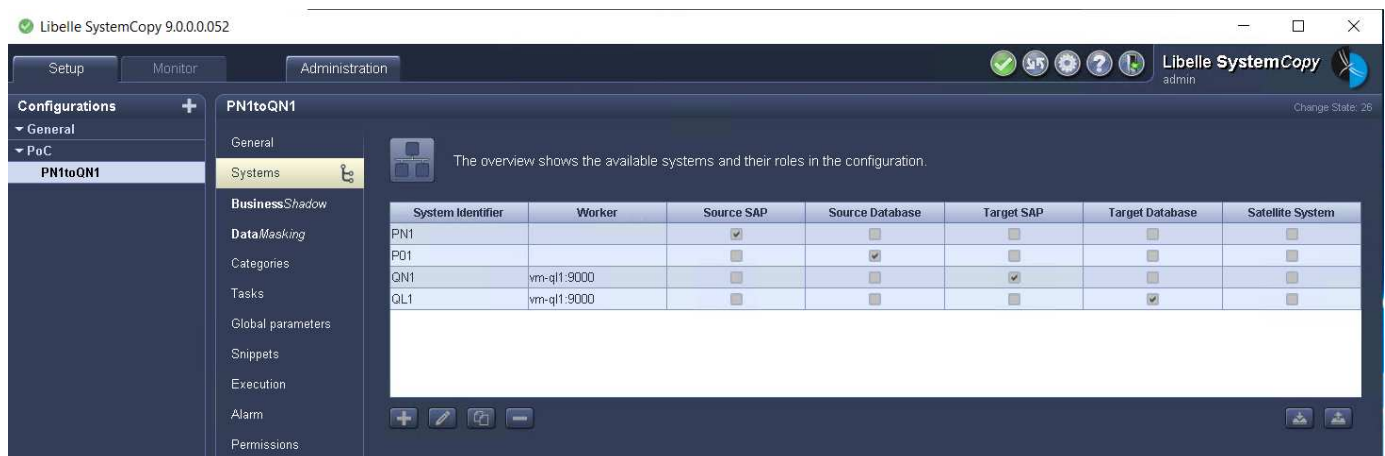 Libelle SystemCopy 9.0.0.0.052
Setup Monitor Administration
Libelle SystemCopy
admin
Configurations
PN1toQN1 Change State: 26
General
PoC
PN1toQN1
General
Systems
BusinessShadow
DataMasking
Categories
Tasks
Global parameters
Snippets
Execution
Alarm
Permissions
The overview shows the available systems and their roles in the configuration.
System Identifier Worker Source SAP Source Database Target SAP Target Database Satellite System
PN1
P01
QN1 vm-ql1:9000
QL1 vm-ql1:9000